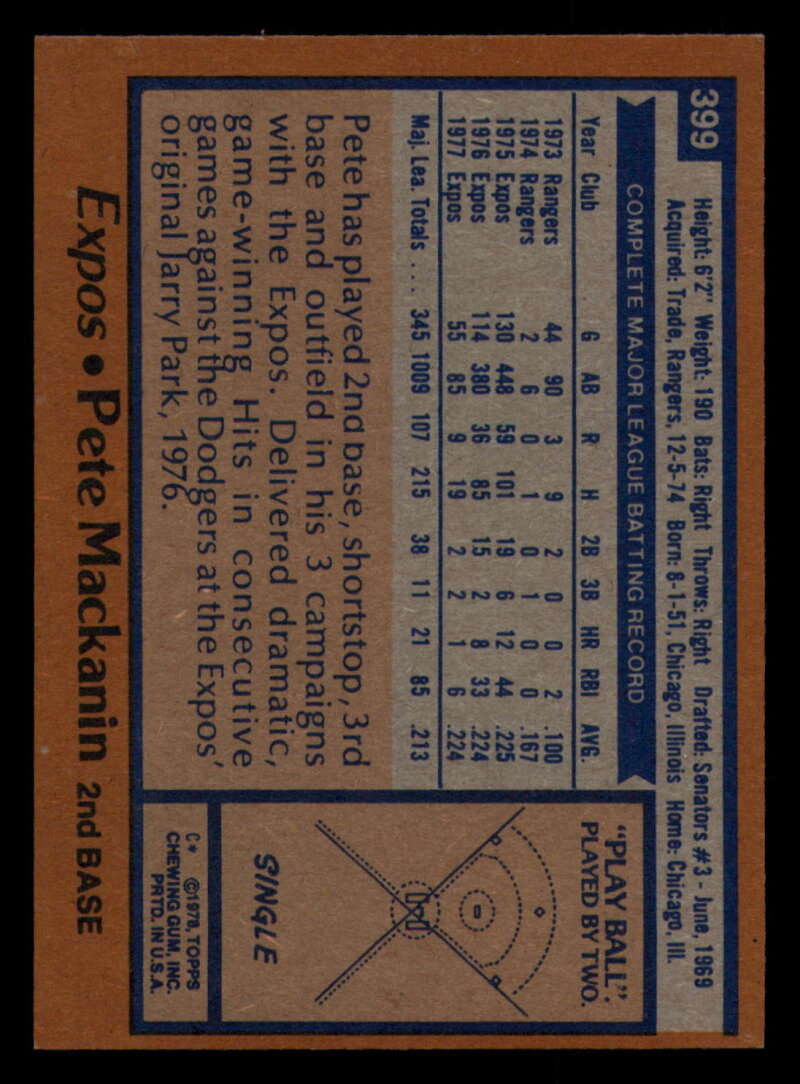 399
Height: 6'2" Weight: 190 Bats: Right Throws: Right Drafted: Senators #3 - June, 1969
Acquired: Trade, Rangers, 12-5-74 Born: 8-1-51, Chicago, Illinois Home: Chicago, Ill.
COMPLETE MAJOR LEAGUE BATTING RECORD
Year Club G AB R H 2B 3B HR RBI AVG.
1973 Rangers 44 90 3 9 2 0 0 2 .100
1974 Rangers 2 6 0 1 0 1 0 0 .167
1975 Expos 130 448 59 101 19 6 12 44 .225
1976 Expos 114 380 36 85 15 2 8 33 .224
1977 Expos 55 85 9 19 2 2 1 6 .224
Maj. Lea. Totals .... 345 1009 107 215 38 11 21 85 .213
Pete has played 2nd base, shortstop, 3rd
base and outfield in his 3 campaigns
with the Expos. Delivered dramatic,
game-winning Hits in consecutive
games against the Dodgers at the Expos'
original Jarry Park, 1976.
"PLAY BALL":
PLAYED BY TWO.
SINGLE
Expos • Pete Mackanin 2nd BASE
C* ©1978, TOPPS
CHEWING GUM, INC.
PRTD. IN U.S.A.